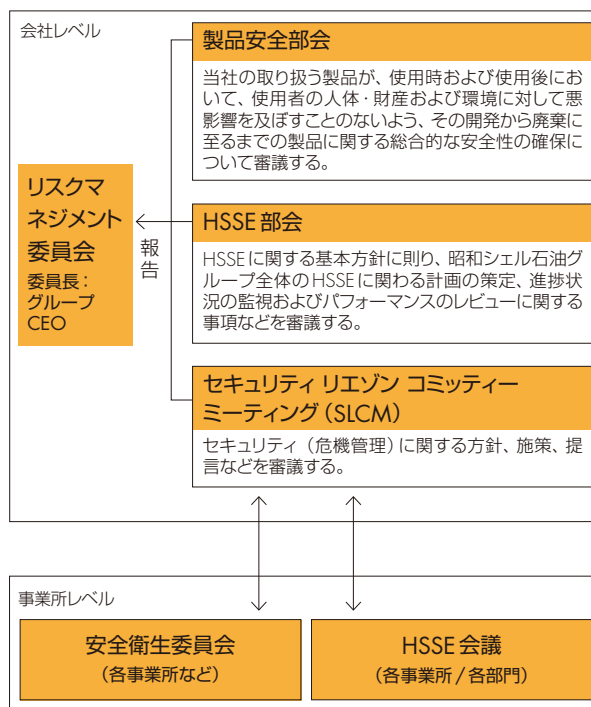 会社レベル
製品安全部会
当社の取り扱う製品が、使用時および使用後にお
いて、使用者の人体・財産および環境に対して悪
影響を及ぼすことのないよう、その開発から廃棄に
至るまでの製品に関する総合的な安全性の確保に
ついて審議する。
リスクマ
ネジメント
委員会
委員長：
グループ
CEO
報告
HSSE部会
HSSEに関する基本方針に則り、昭和シェル石油グ
ループ全体のHSSEに関わる計画の策定、進捗状
況の監視およびパフォーマンスのレビューに関する
事項などを審議する。
セキュリティ リエゾン コミッティー
ミーティング（SLCM）
セキュリティ（危機管理）に関する方針、施策、提
言などを審議する。
事業所レベル
安全衛生委員会
（各事業所など）
HSSE会議
（各事業所/各部門）